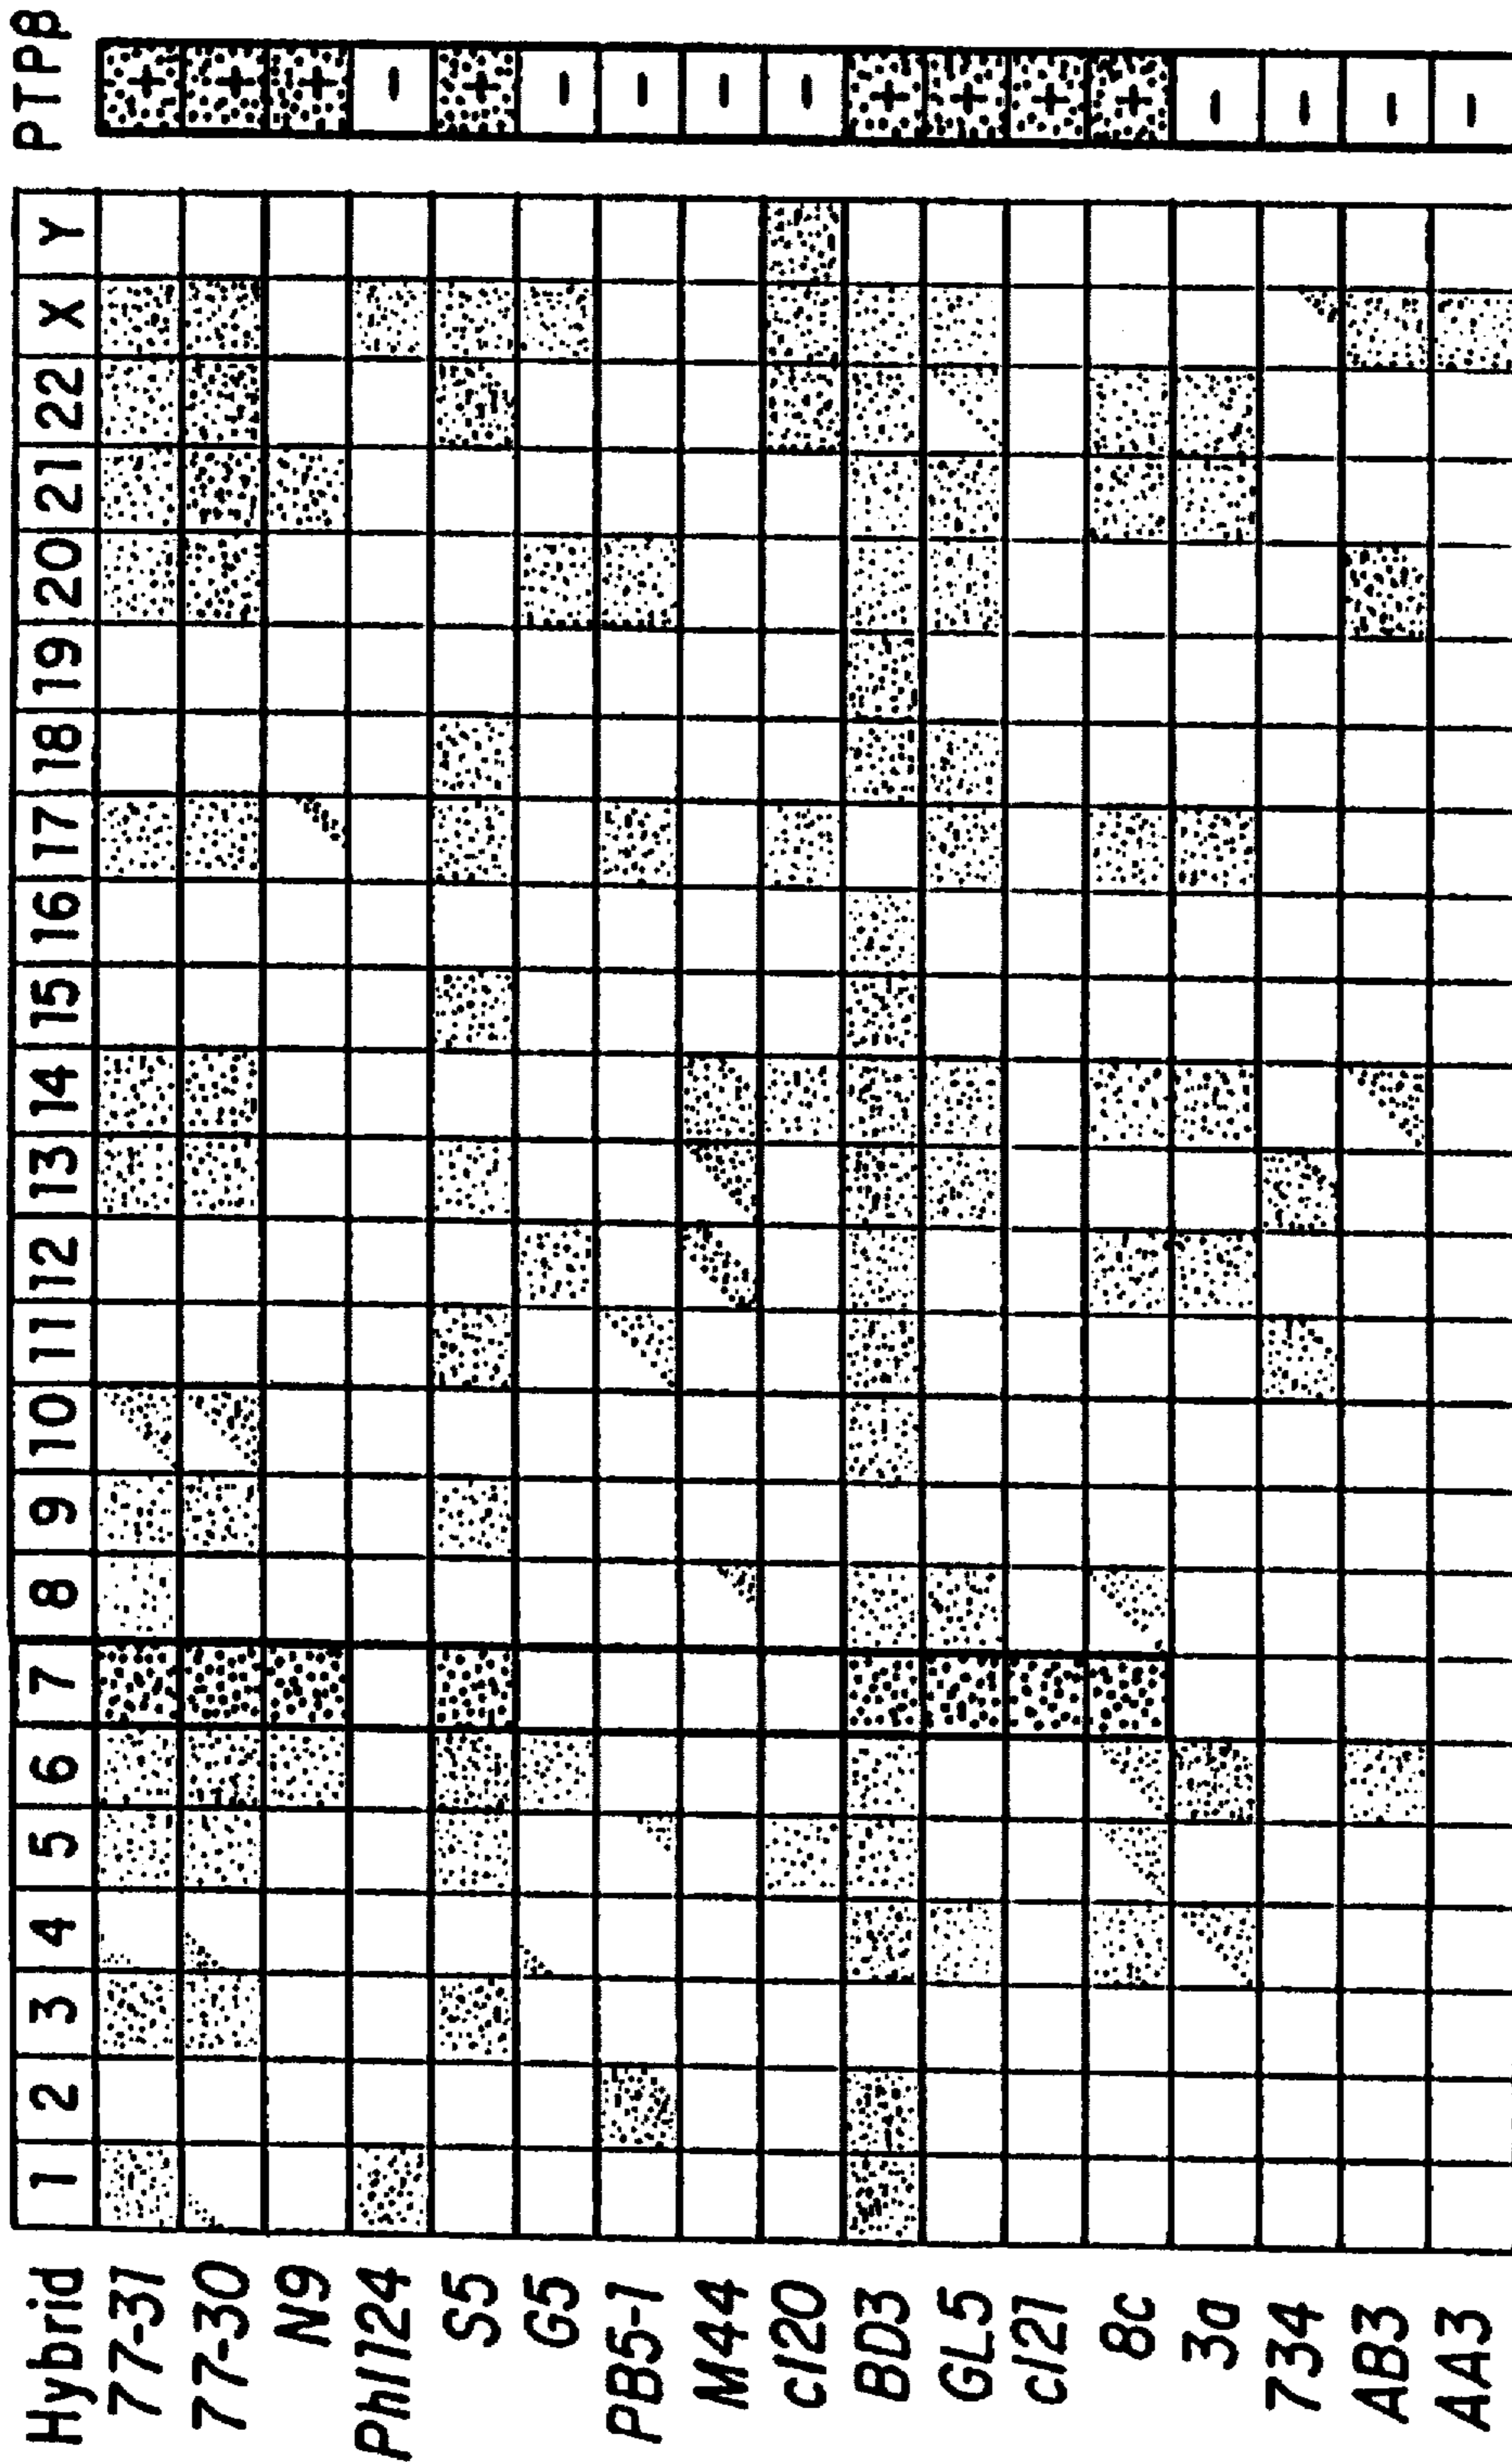 Hybrid 1 2 3 4 5 6 7 8 9 10 11 12 13 14 15 16 17 18 19 20 21 22 X Y PTPβ
77-31 +
77-30 +
N9 +
Ph1124 −
S5 +
G5 −
PB5-1 −
M44 −
cl20 −
BD3 +
GL5 +
cl21 +
8c +
3a −
734 −
AB3 −
AA3 −